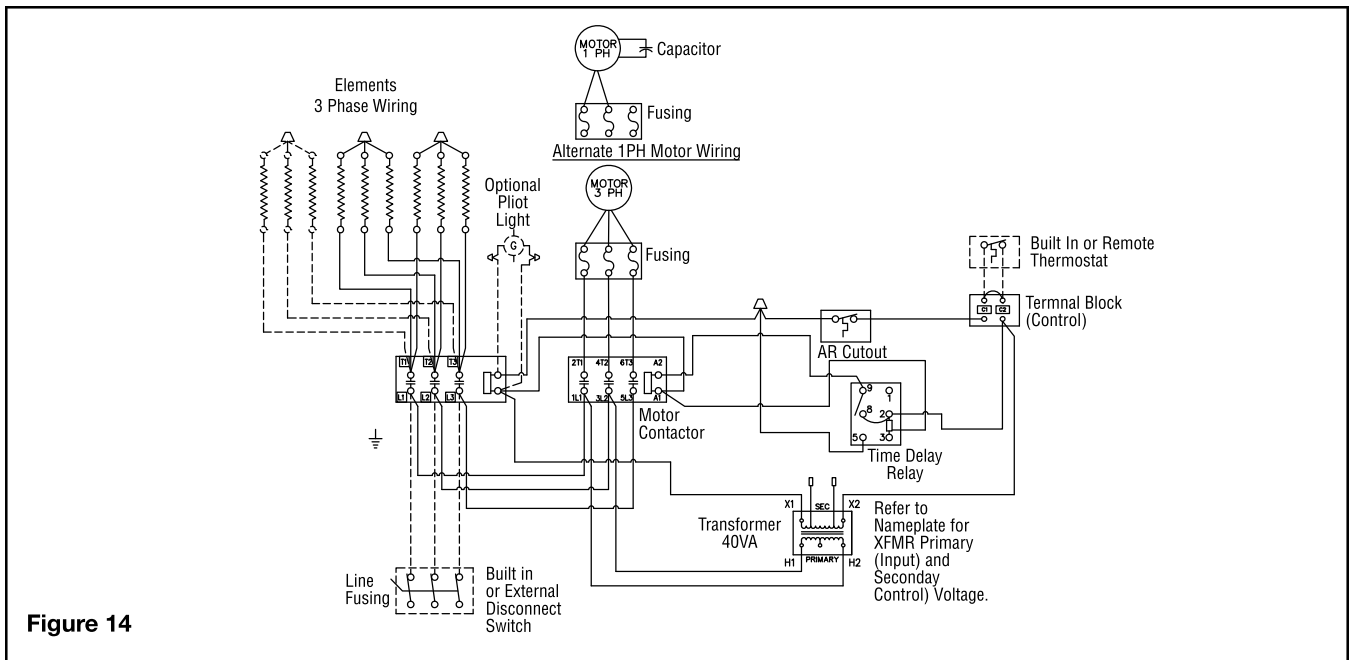 MOTOR
1 PH
Capacitor
Elements
3 Phase Wiring
Fusing
Alternate 1PH Motor Wiring
MOTOR
3 PH
Optional
Pliot
Light
G
Fusing
Built In or Remote
Thermostat
C1 C2
Termnal Block
(Control)
AR Cutout
T1 T2 T3
L1 L2 L3
2T1 4T2 6T3 A2
1L1 3L2 5L3 A1
Motor
Contactor
9 1
8 2
5 3
Time Delay
Relay
X1 SEC X2
Transformer
40VA
H1 PRIMARY H2
Refer to
Nameplate for
XFMR Primary
(Input) and
Seconday
Control) Voltage.
Line
Fusing
Built in
or External
Disconnect
Switch
Figure 14